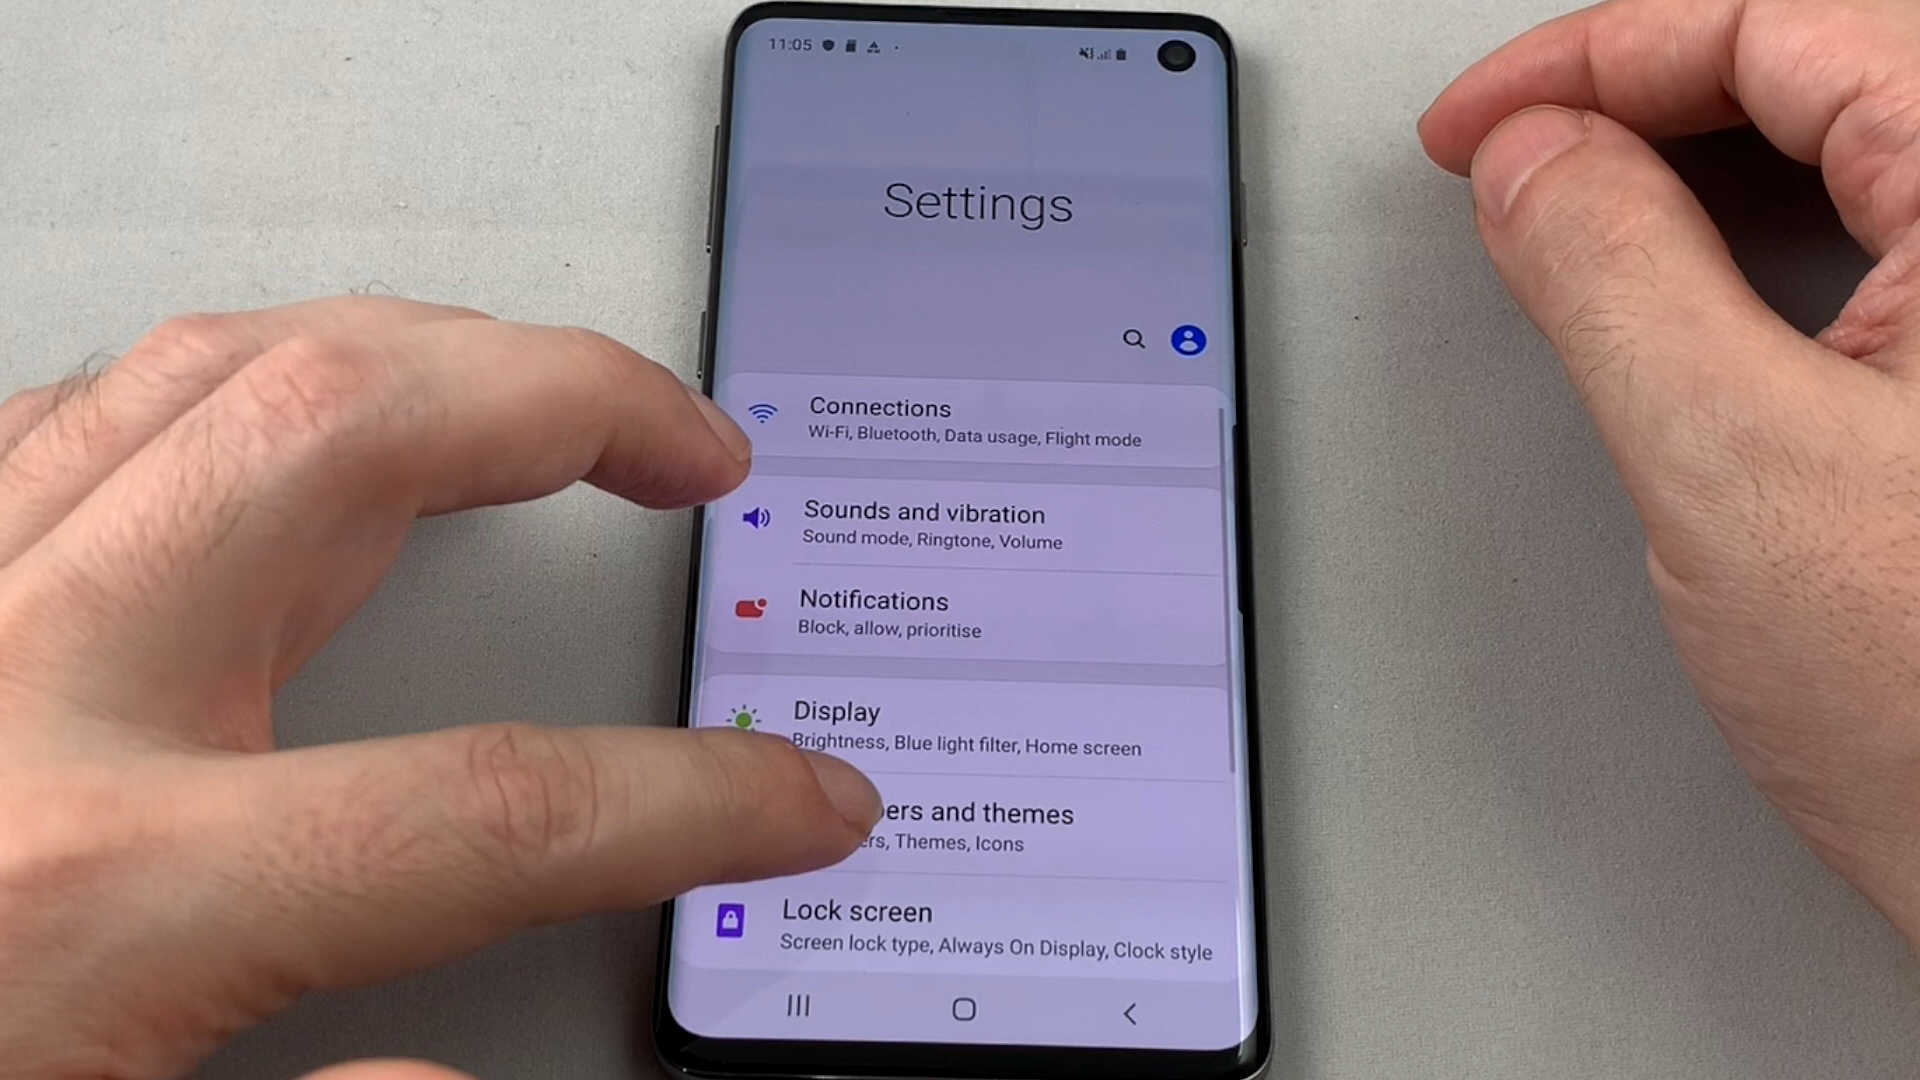 11:05
Settings
Connections
Wi-Fi, Bluetooth, Data usage, Flight mode
Sounds and vibration
Sound mode, Ringtone, Volume
Notifications
Block, allow, prioritise
Display
Brightness, Blue light filter, Home screen
and themes
Themes, Icons
Lock screen
Screen lock type, Always On Display, Clock style